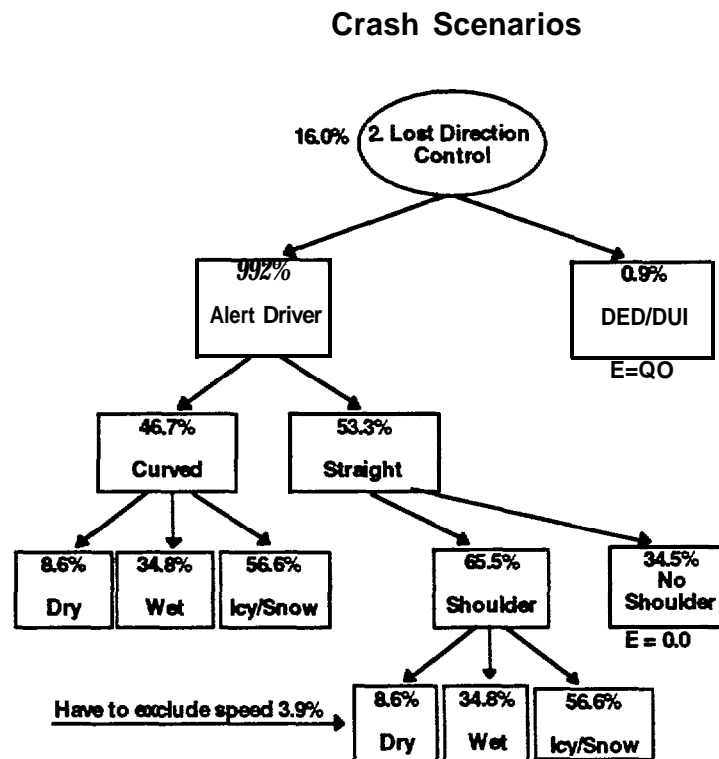 Crash Scenarios
16.0%
2. Lost Direction
Control
992%
Alert Driver
0.9%
DED/DUI
E=QO
46.7%
Curved
53.3%
Straight
8.6%
Dry
34.8%
Wet
56.6%
Icy/Snow
65.5%
Shoulder
34.5%
No
Shoulder
E = 0.0
Have to exclude speed 3.9%
8.6%
Dry
34.8%
Wet
56.6%
Icy/Snow